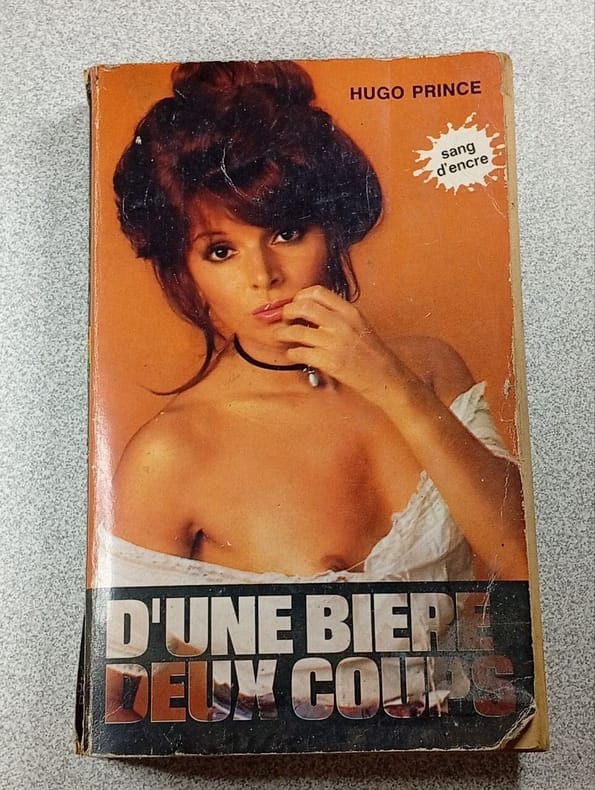 HUGO PRINCE
sang
d'encre
D'UNE BIERE
DEUX COUPS